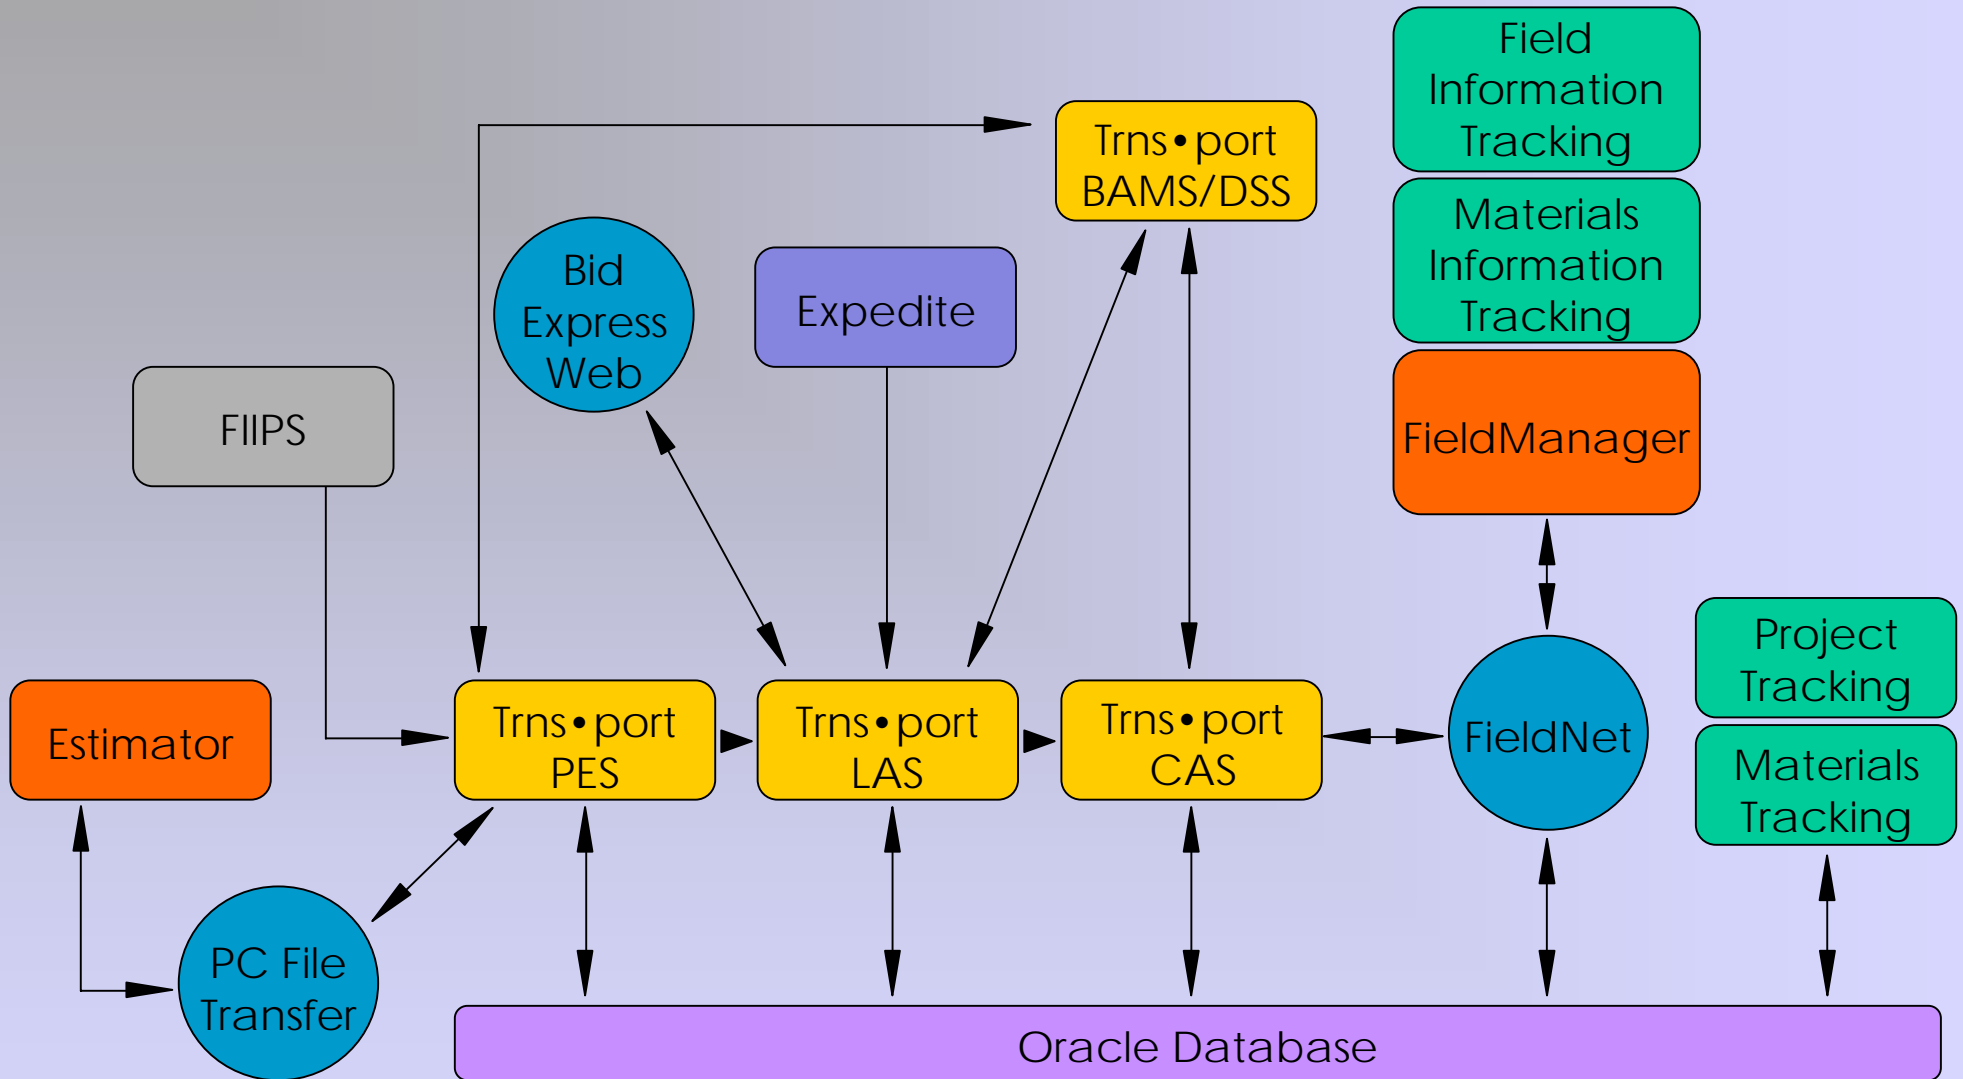 Field
Information
Tracking
Trns•port
BAMS/DSS
Materials
Information
Tracking
Bid
Express
Web
Expedite
FIIPS
FieldManager
Project
Tracking
Estimator
Trns•port
PES
Trns•port
LAS
Trns•port
CAS
FieldNet
Materials
Tracking
PC File
Transfer
Oracle Database